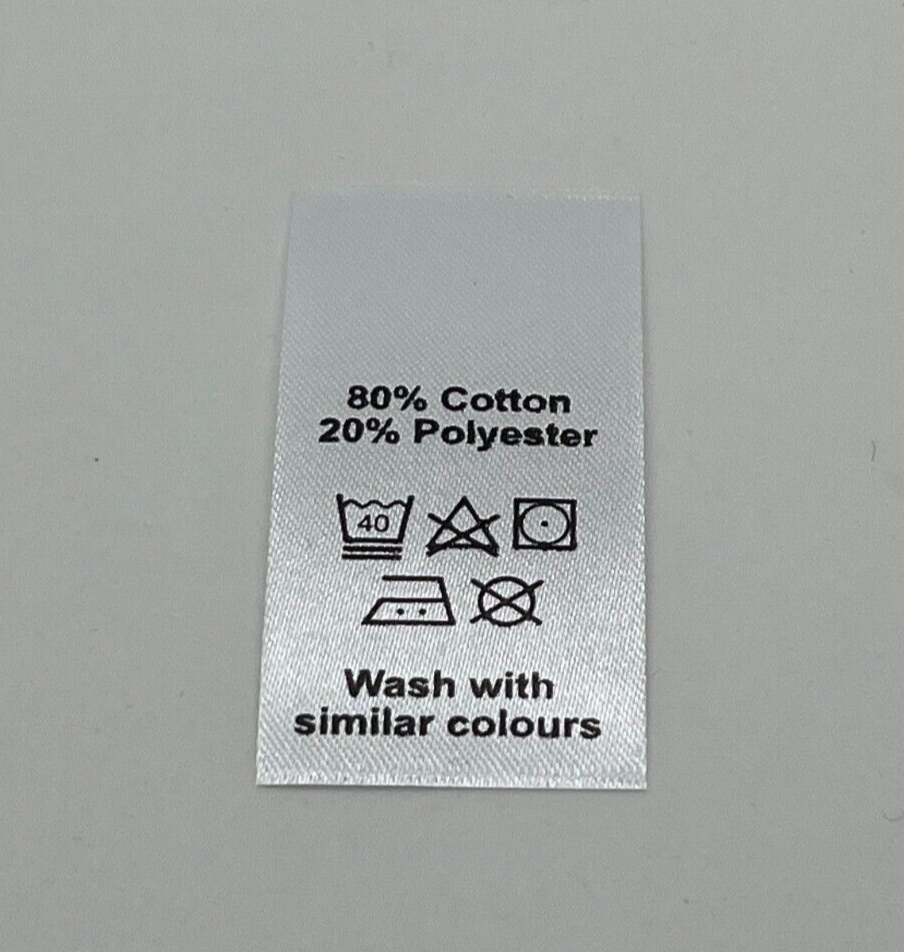 80% Cotton
20% Polyester
40
Wash with
similar colours